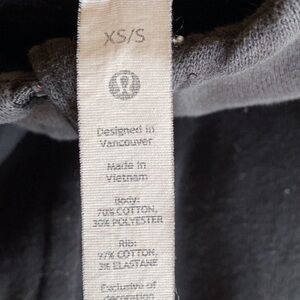 XS/S
Designed in
Vancouver
Made in
Vietnam
Body:
70% COTTON,
30% POLYESTER
Rib:
97% COTTON,
3% ELASTANE
Exclusive of
decoration